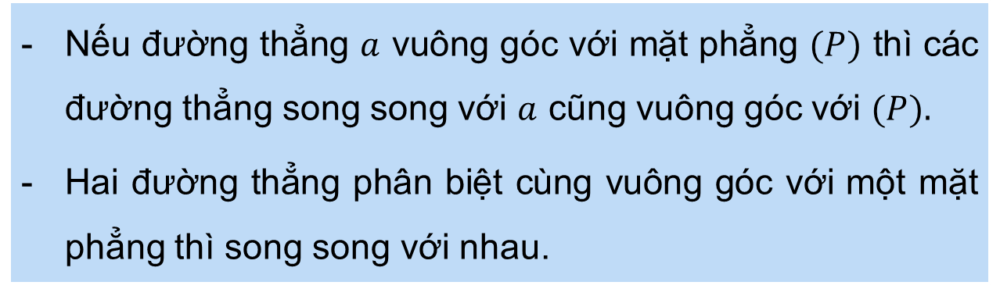 - Nếu đường thẳng 𝑎 vuông góc với mặt phẳng (𝑃) thì các
đường thẳng song song với 𝑎 cũng vuông góc với (𝑃).
- Hai đường thẳng phân biệt cùng vuông góc với một mặt
phẳng thì song song với nhau.